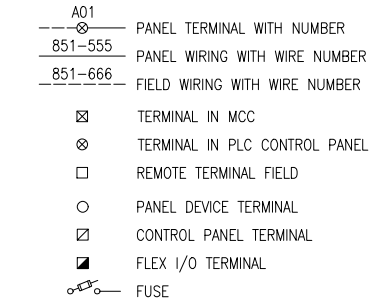 A01
PANEL TERMINAL WITH NUMBER
851-555
PANEL WIRING WITH WIRE NUMBER
851-666
FIELD WIRING WITH WIRE NUMBER
TERMINAL IN MCC
TERMINAL IN PLC CONTROL PANEL
REMOTE TERMINAL FIELD
PANEL DEVICE TERMINAL
CONTROL PANEL TERMINAL
FLEX I/O TERMINAL
FUSE